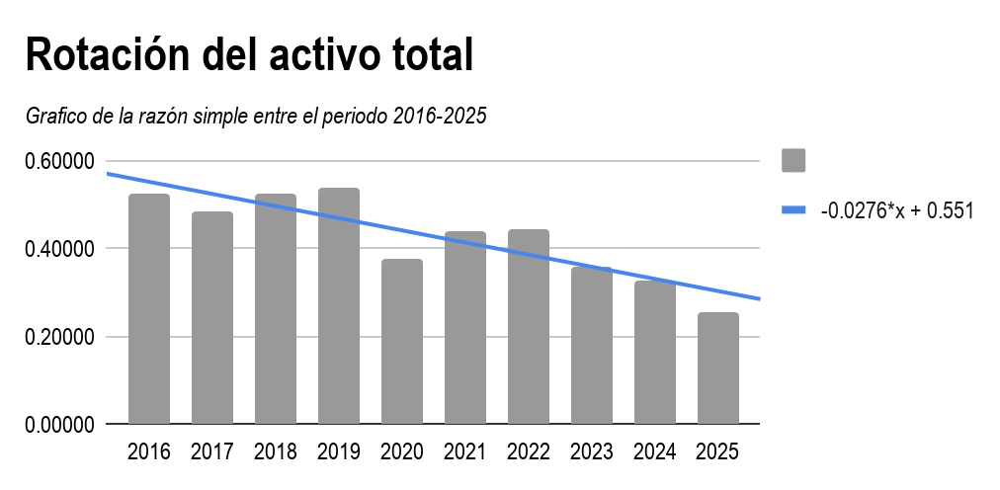 Rotación del activo total
Grafico de la razón simple entre el periodo 2016-2025
0.60000
0.40000
0.20000
0.00000
2016 2017 2018 2019 2020 2021 2022 2023 2024 2025
-0.0276*x + 0.551